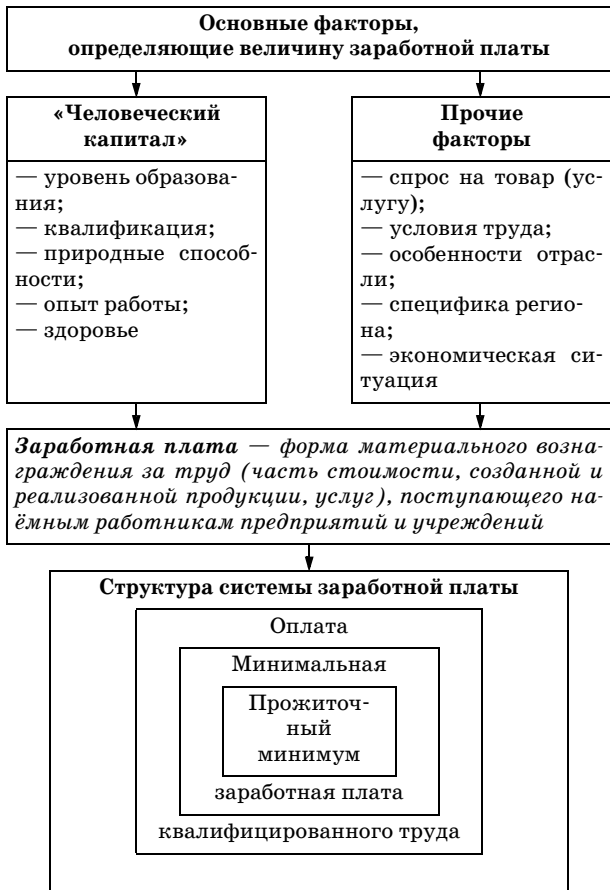 Основные факторы,
определяющие величину заработной платы
«Человеческий
капитал»
— уровень образова-
ния;
— квалификация;
— природные способ-
ности;
— опыт работы;
— здоровье
Прочие
факторы
— спрос на товар (ус-
лугу);
— условия труда;
— особенности отрас-
ли;
— специфика регио-
на;
— экономическая си-
туация
Заработная плата — форма материального возна-
граждения за труд (часть стоимости, созданной и
реализованной продукции, услуг), поступающего на-
ёмным работникам предприятий и учреждений
Структура системы заработной платы
Оплата
Минимальная
Прожиточ-
ный
минимум
заработная плата
квалифицированного труда